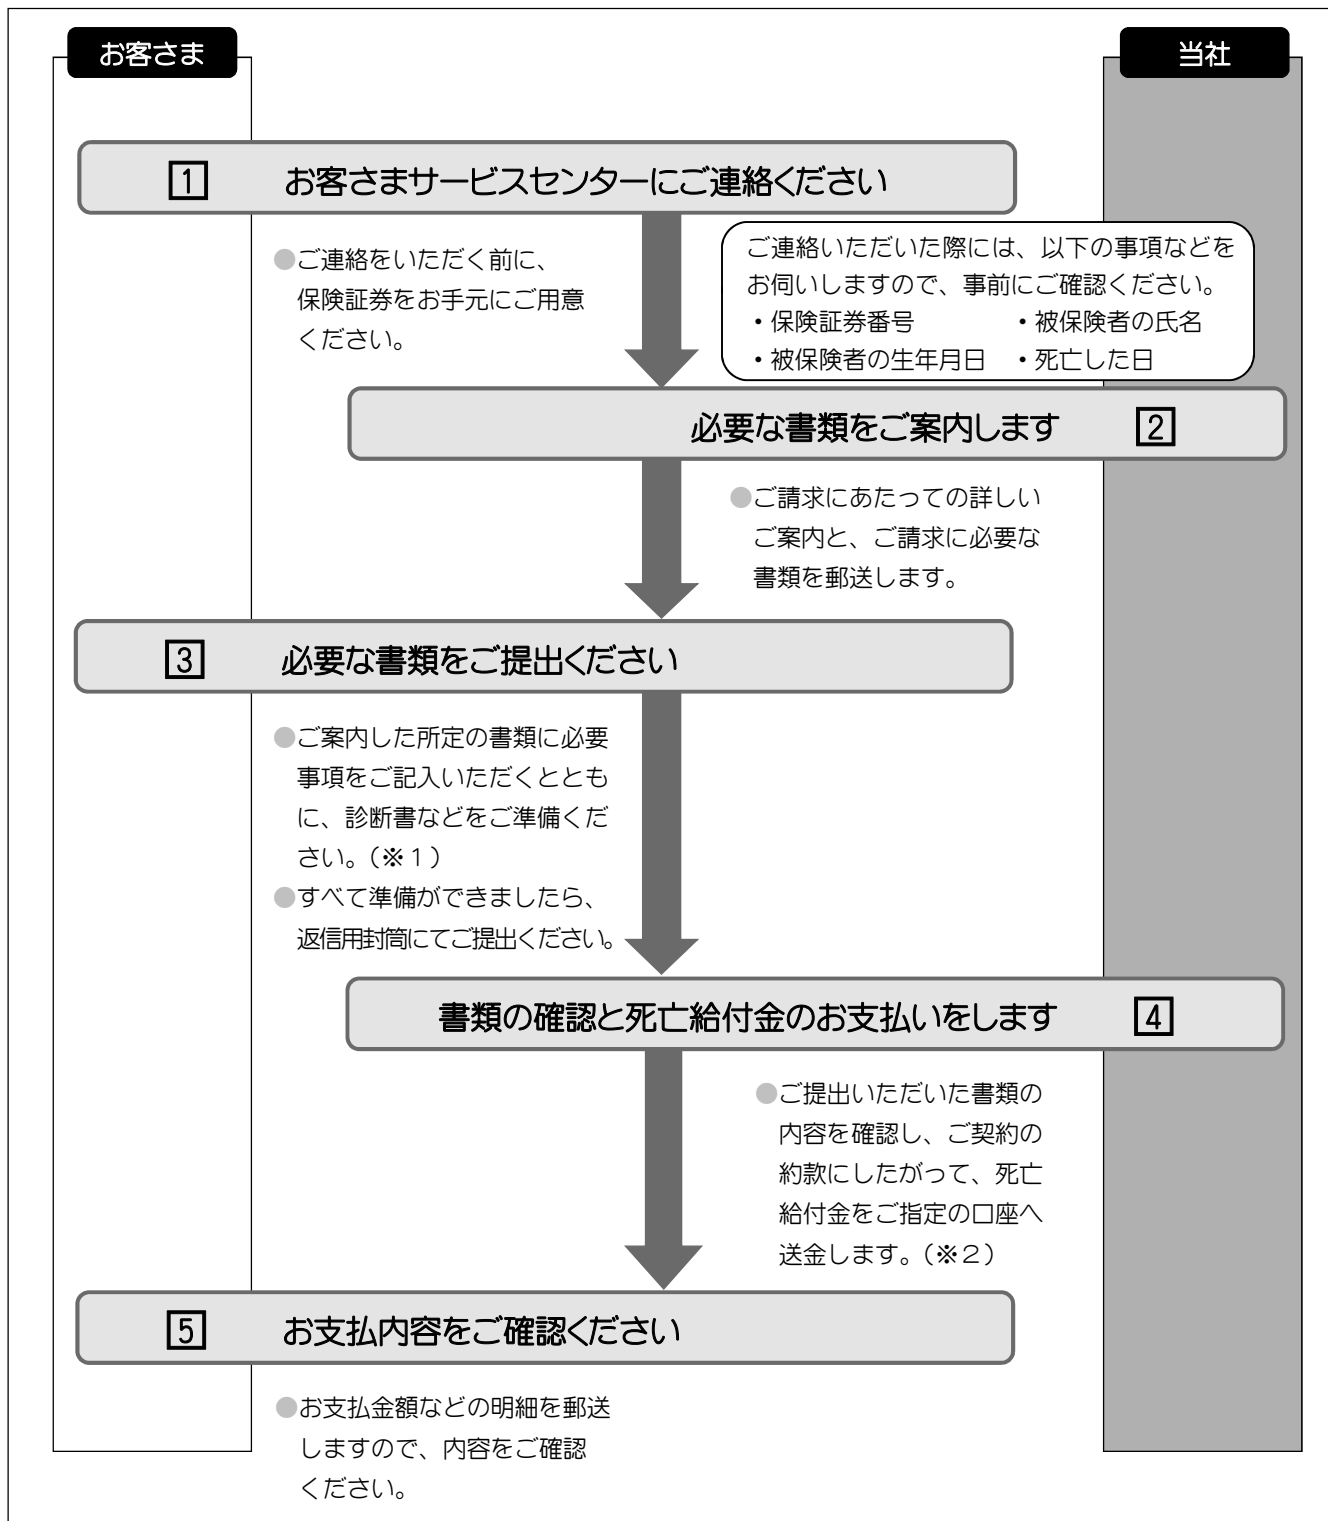 お客さま
当社
1 お客さまサービスセンターにご連絡ください
●ご連絡をいただく前に、
保険証券をお手元にご用意
ください。
ご連絡いただいた際には、以下の事項などを
お伺いしますので、事前にご確認ください。
・保険証券番号 ・被保険者の氏名
・被保険者の生年月日 ・死亡した日
必要な書類をご案内します 2
●ご請求にあたっての詳しい
ご案内と、ご請求に必要な
書類を郵送します。
3 必要な書類をご提出ください
●ご案内した所定の書類に必要
事項をご記入いただくととも
に、診断書などをご準備くだ
さい。(※1)
●すべて準備ができましたら、
返信用封筒にてご提出ください。
書類の確認と死亡給付金のお支払いをします 4
●ご提出いただいた書類の
内容を確認し、ご契約の
約款にしたがって、死亡
給付金をご指定の口座へ
送金します。(※2)
5 お支払内容をご確認ください
●お支払金額などの明細を郵送
しますので、内容をご確認
ください。